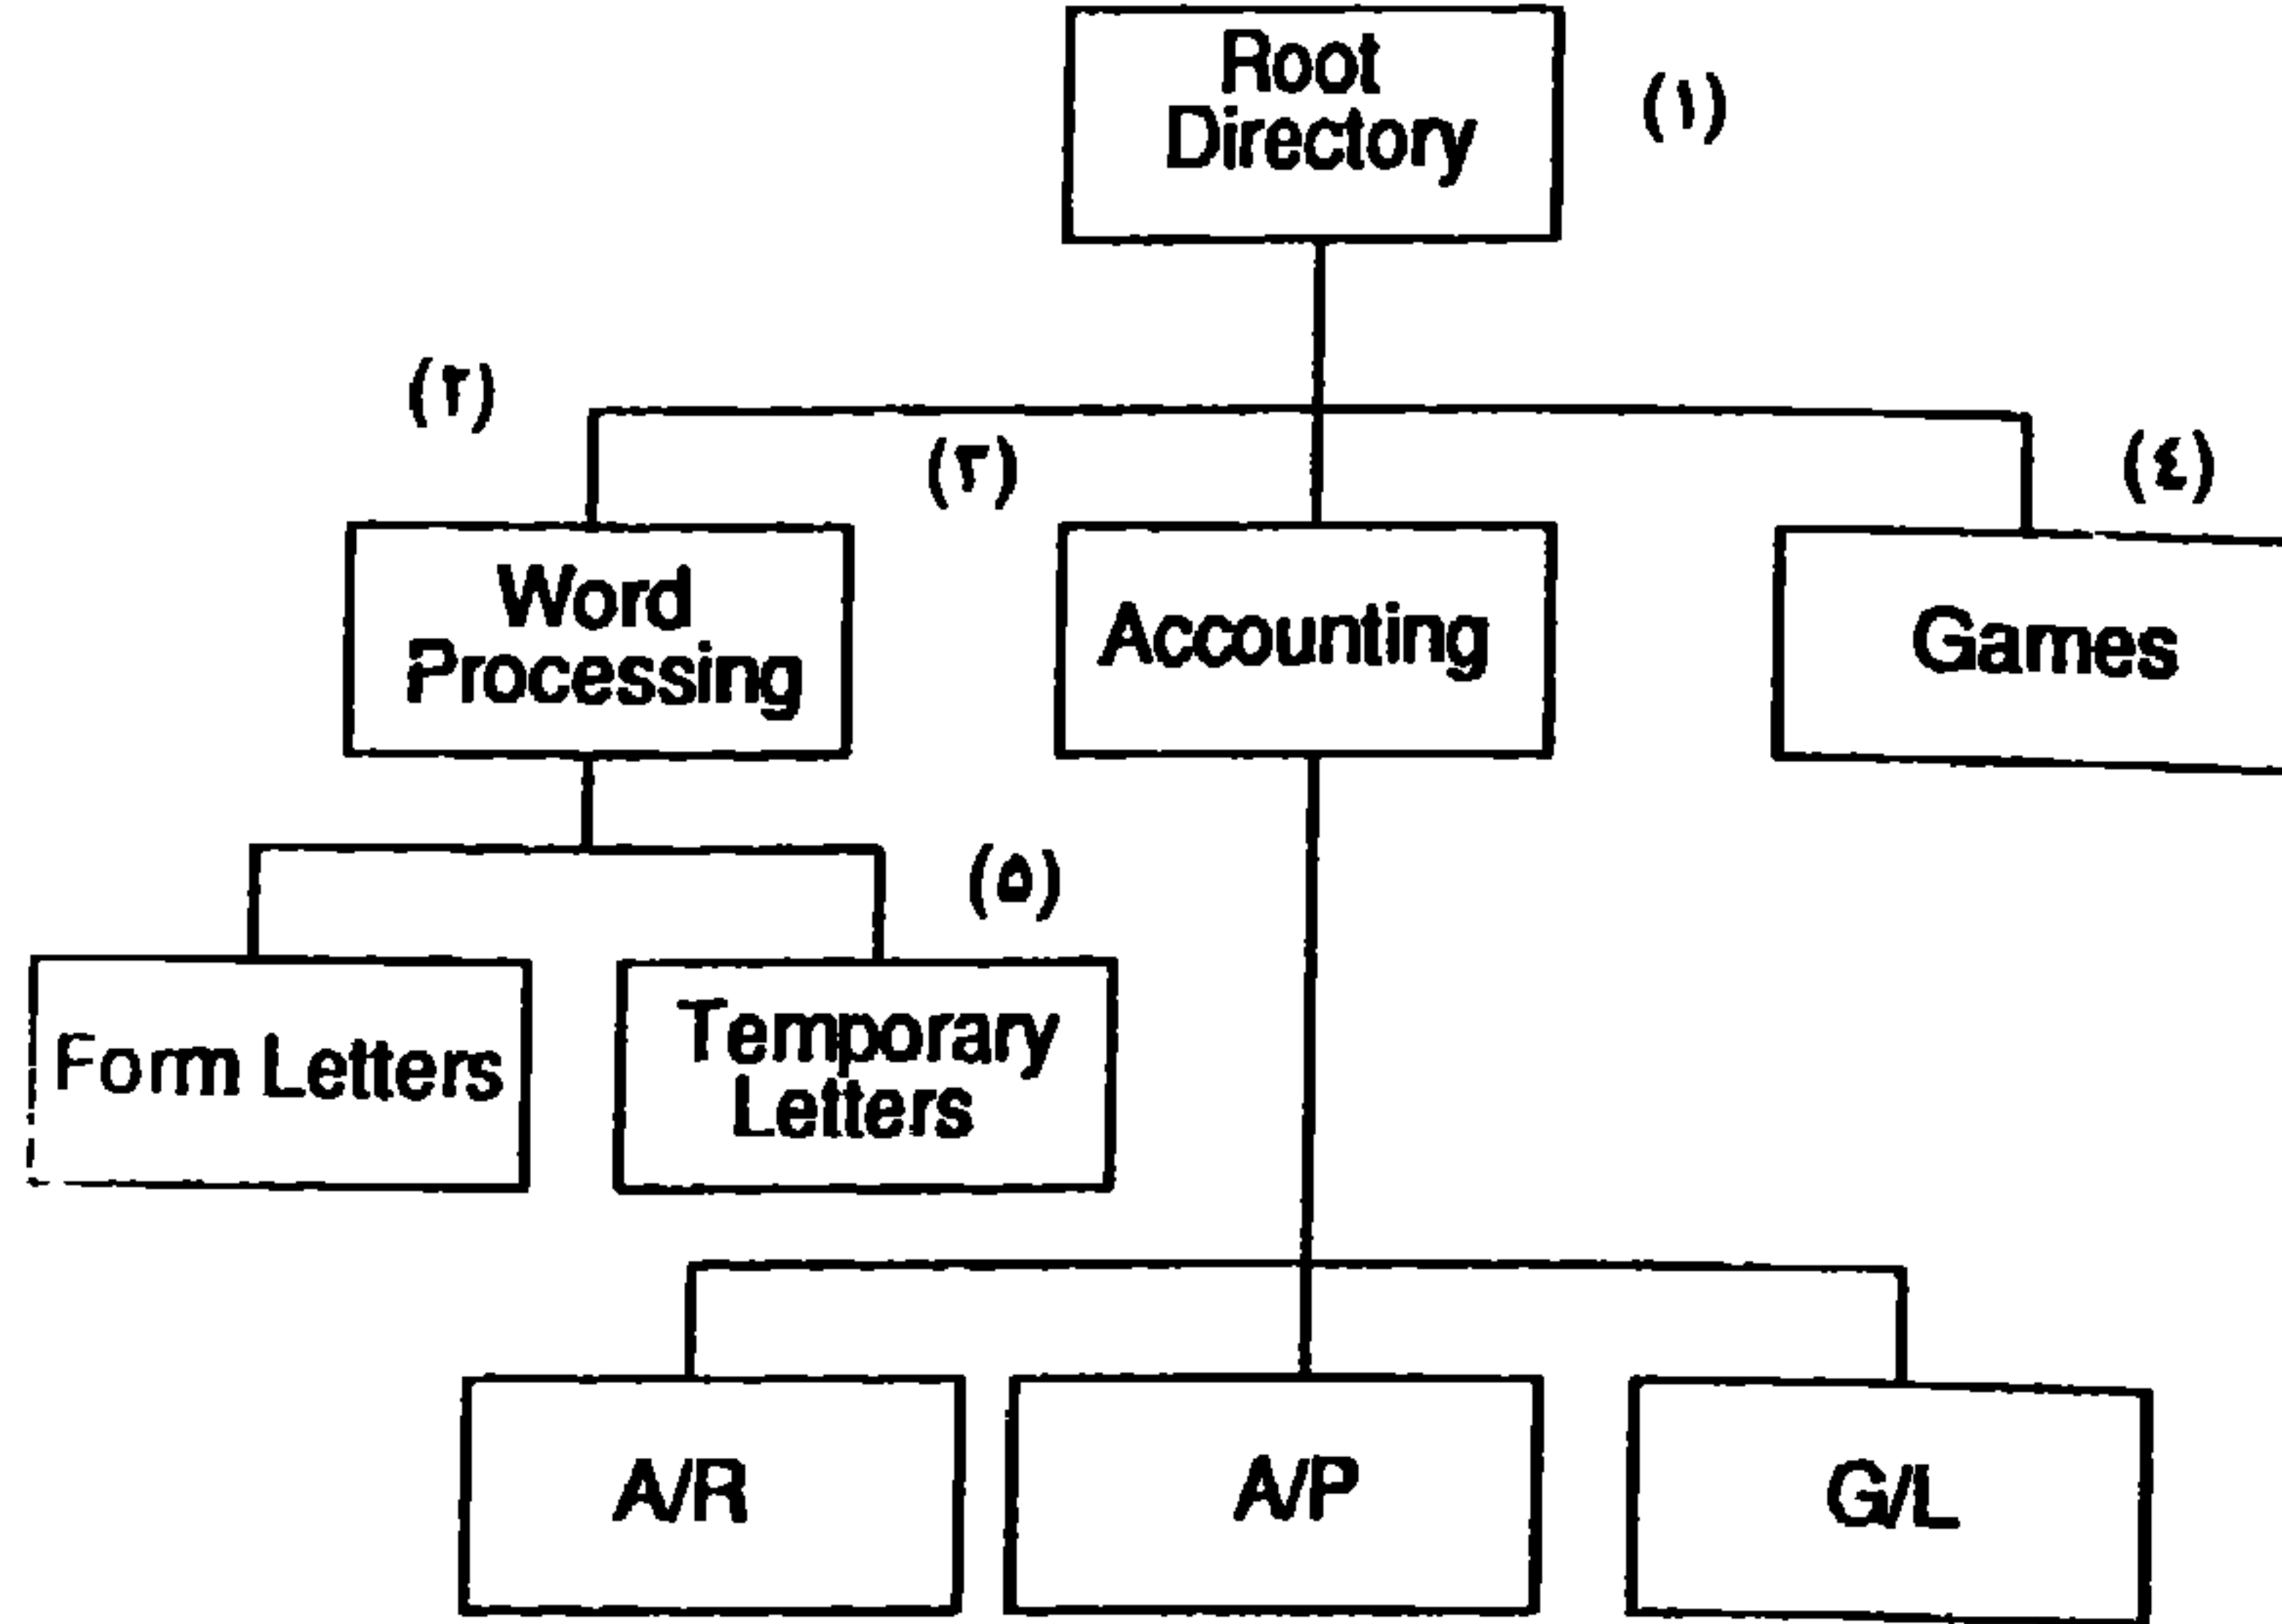 Root
Directory
(١)
(٢)
(٣)
(٤)
Word
Processing
Accounting
Games
(٥)
Form Letters
Temporary
Letters
A/R
A/P
G/L